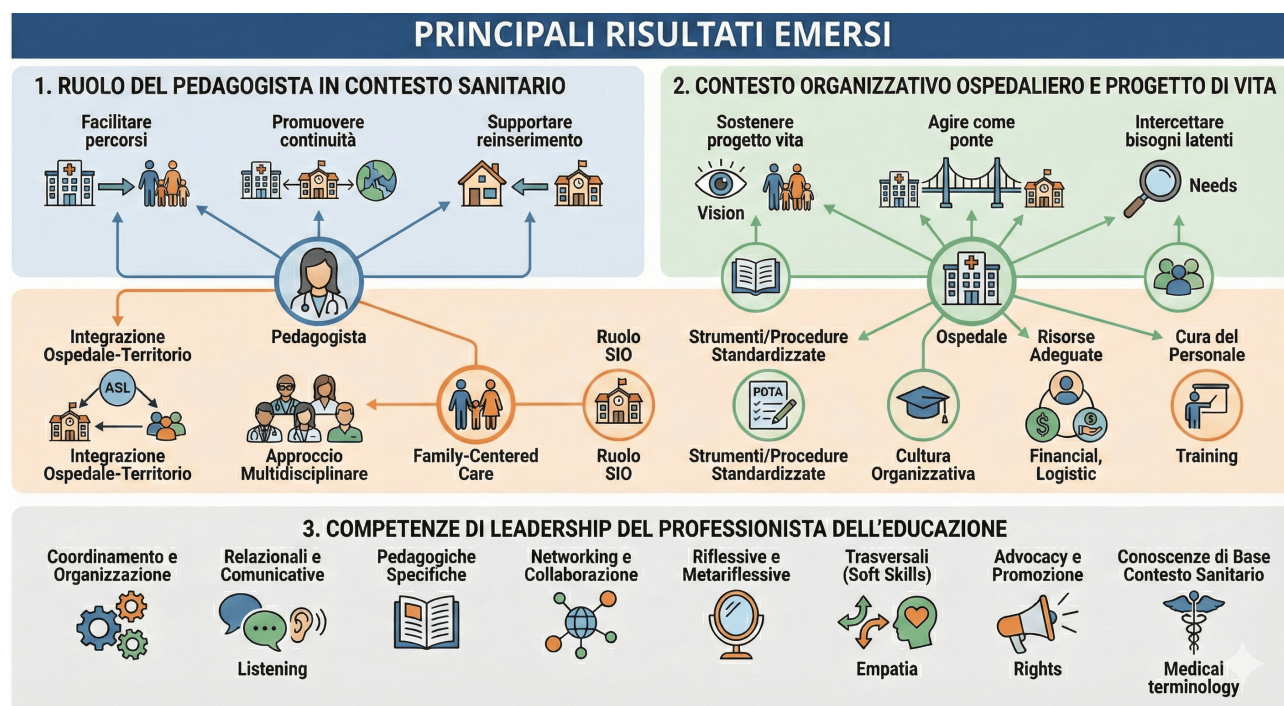 PRINCIPALI RISULTATI EMERSI
1. RUOLO DEL PEDAGOGISTA IN CONTESTO SANITARIO
Facilitare
percorsi
Promuovere
continuità
Supportare
reinserimento
2. CONTESTO ORGANIZZATIVO OSPEDALIERO E PROGETTO DI VITA
Sostenere
progetto vita
Vision
Agire come
ponte
Intercettare
bisogni latenti
Needs
Integrazione
Ospedale-Territorio
ASL
Integrazione
Ospedale-Territorio
Pedagogista
Approccio
Multidisciplinare
Family-Centered
Care
Ruolo
SIO
Ruolo
SIO
Strumenti/Procedure
Standardizzate
PDTA
Strumenti/Procedure
Standardizzate
Ospedale
Cultura
Organizzativa
Risorse
Adeguate
$
$
Financial,
Logistic
Cura del
Personale
Training
3. COMPETENZE DI LEADERSHIP DEL PROFESSIONISTA DELL'EDUCAZIONE
Coordinamento e
Organizzazione
Relazionali e
Comunicative
Listening
Pedagogiche
Specifiche
Networking e
Collaborazione
Riflessive e
Metariflessive
Trasversali
(Soft Skills)
Empatia
Advocacy e
Promozione
Rights
Conoscenze di Base
Contesto Sanitario
Medical
terminology